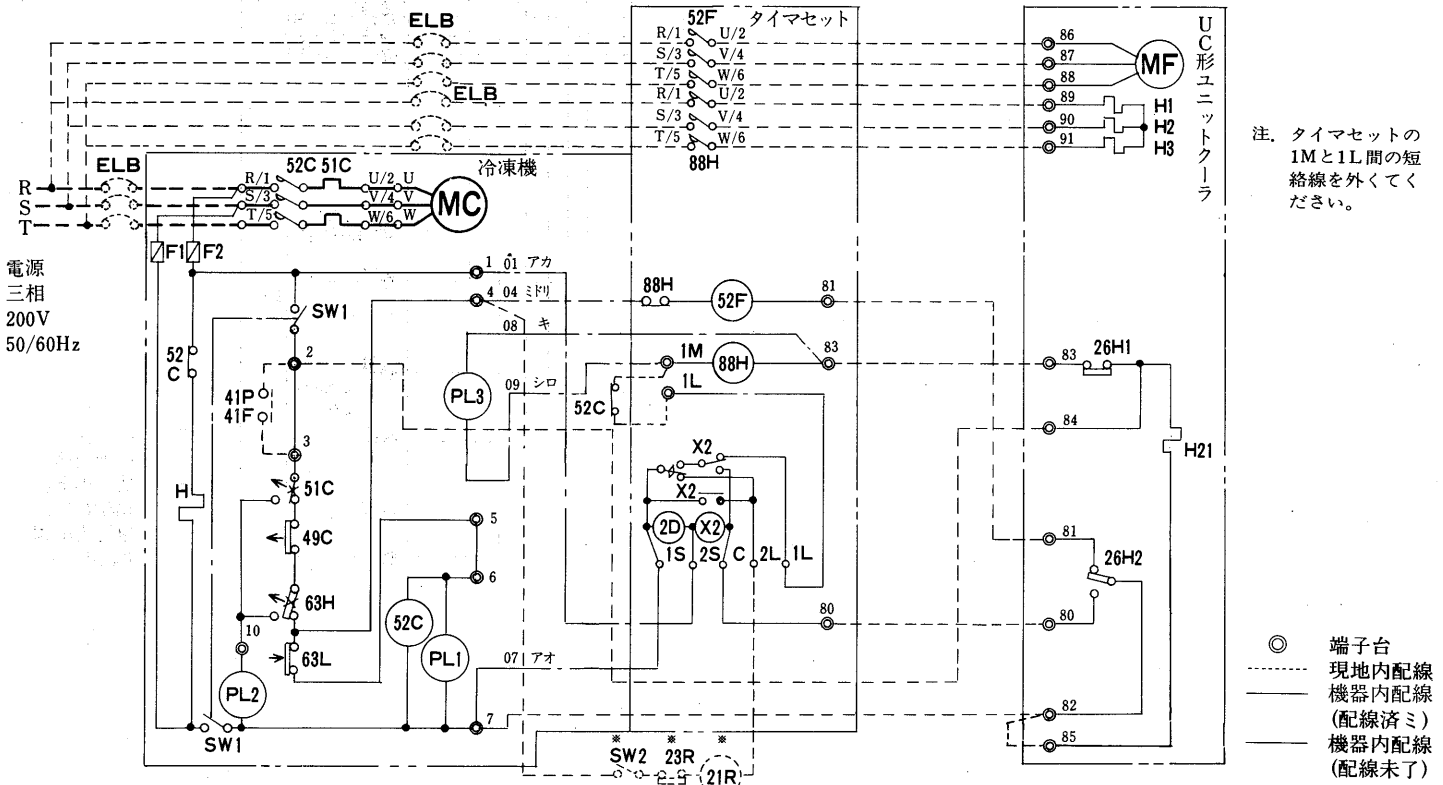 ELB
52F
タイマセット
R/1 U/2
S/3 V/4
T/5 W/6
ELB
R/1 U/2
S/3 V/4
T/5 W/6
88H
86
87
88
89
90
91
MF
H1
H2
H3
UC形ユニットクーラ
注. タイマセットの
1Mと1L間の短
絡線を外くてく
ださい。
ELB
52C 51C
冷凍機
R
S
T
R/1 U/2 U
S/3 V/4 V
T/5 W/6 W
MC
F1
F2
電源
三相
200V
50/60Hz
SW1
1 01 アカ
4 04 ミドリ
08 キ
09 シロ
PL3
88H
52F
81
1M
88H
83
1L
52C
83
26H1
84
H21
52
C
2
41P
41F
3
H
51C
49C
63H
10
63L
PL2
SW1
5
6
52C
PL1
07 アオ
7
X2
X2
2D
X2
1S
2S
C
2L
1L
80
81
26H2
80
82
85
※
SW2
※
23R
※
21R
端子台
現地内配線
機器内配線
(配線済ミ)
機器内配線
(配線未了)